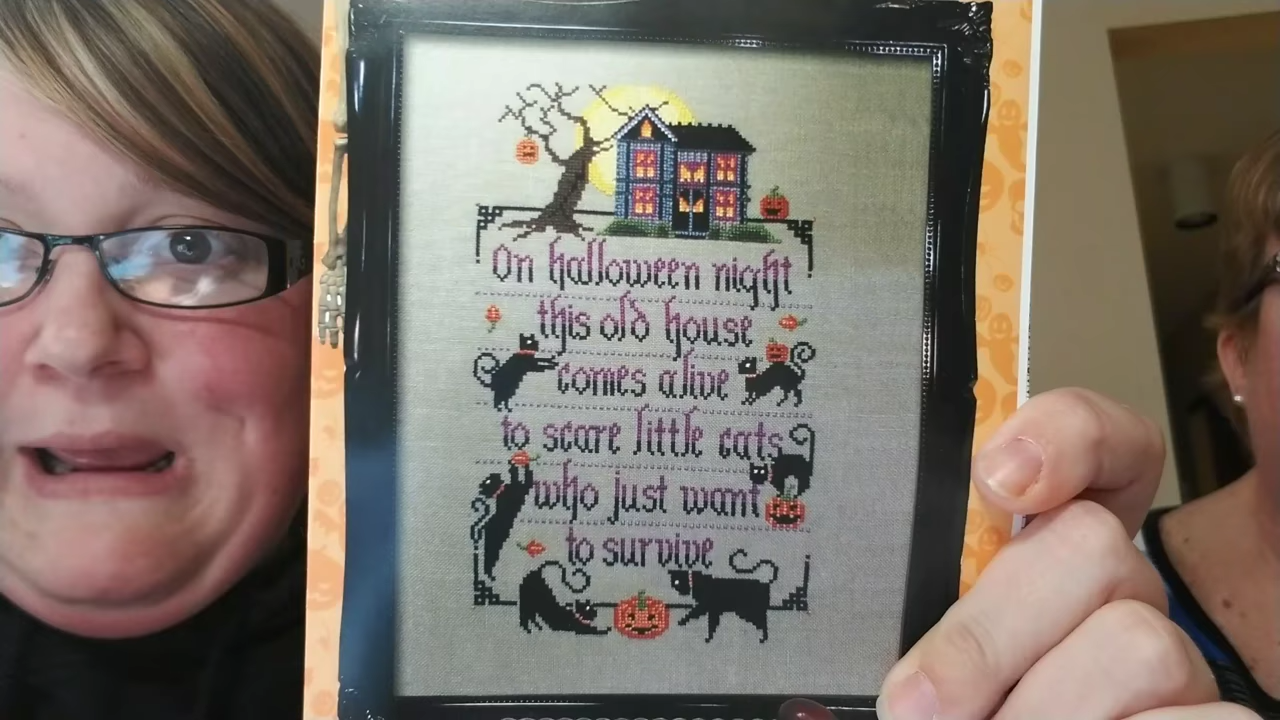 On halloween night
this old house
comes alive
to scare little cats
who just want
to survive